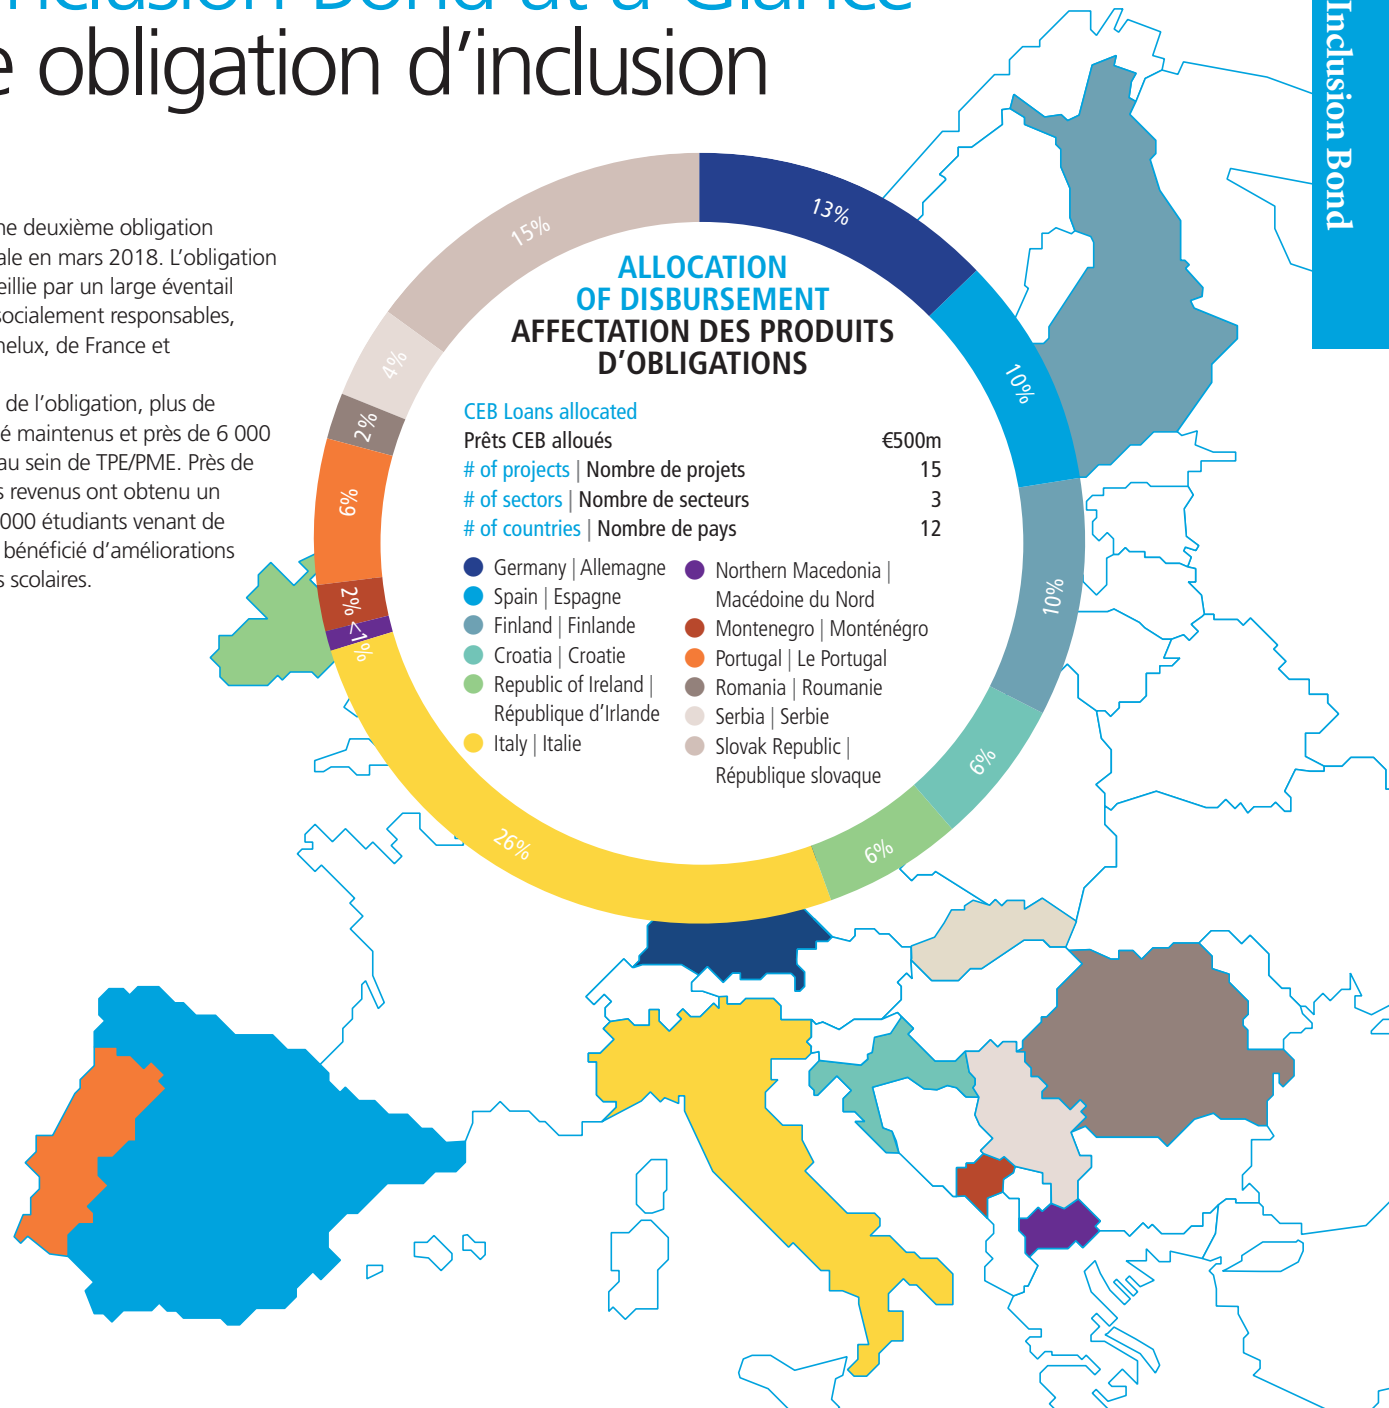 Inclusion Bond at a Glance
e obligation d’inclusion
Inclusion Bond
ne deuxième obligation
ale en mars 2018. L’obligation
eillie par un large éventail
socialement responsables,
nelux, de France et
de l’obligation, plus de
é maintenus et près de 6 000
au sein de TPE/PME. Près de
s revenus ont obtenu un
000 étudiants venant de
bénéficié d’améliorations
s scolaires.
ALLOCATION
OF DISBURSEMENT
AFFECTATION DES PRODUITS
D’OBLIGATIONS
CEB Loans allocated
Prêts CEB alloués €500m
# of projects | Nombre de projets 15
# of sectors | Nombre de secteurs 3
# of countries | Nombre de pays 12
Germany | Allemagne
Spain | Espagne
Finland | Finlande
Croatia | Croatie
Republic of Ireland |
République d’Irlande
Italy | Italie
Northern Macedonia |
Macédoine du Nord
Montenegro | Monténégro
Portugal | Le Portugal
Romania | Roumanie
Serbia | Serbie
Slovak Republic |
République slovaque
13%
10%
10%
6%
6%
26%
<1%
2%
6%
2%
4%
15%